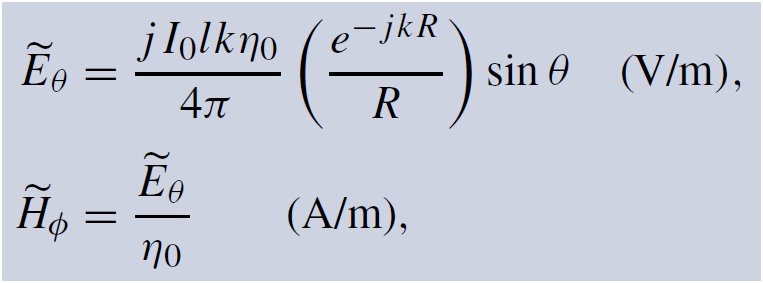 Ẽ_θ = (j I₀ l k η₀ / 4π) (e^{−jkR} / R) sin θ (V/m),
H̃_ϕ = Ẽ_θ / η₀ (A/m),